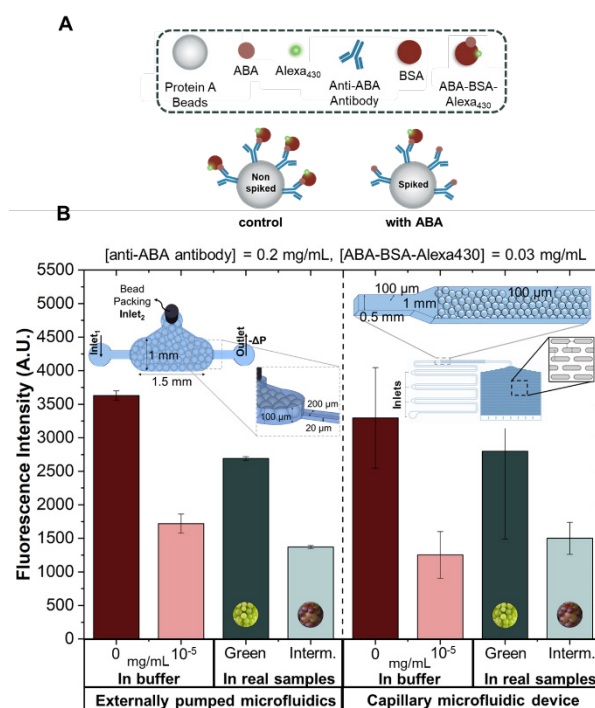 A
Protein A
Beads
ABA
Alexa430
Anti-ABA
Antibody
BSA
ABA-BSA-
Alexa430
Non
spiked
control
Spiked
with ABA
B
[anti-ABA antibody] = 0.2 mg/mL, [ABA-BSA-Alexa430] = 0.03 mg/mL
Fluorescence Intensity (A.U.)
5500
5000
4500
4000
3500
3000
2500
2000
1500
1000
500
0
Bead
Packing
Inlet2
Inlet1
Outlet
-ΔP
1 mm
1.5 mm
100 µm
200 µm
20 µm
100 µm
1 mm
0.5 mm
100 µm
Inlets
0
mg/mL
10-5
Green
Interm.
0
mg/mL
10-5
Green
Interm.
In buffer
In real samples
In buffer
In real samples
Externally pumped microfluidics
Capillary microfluidic device